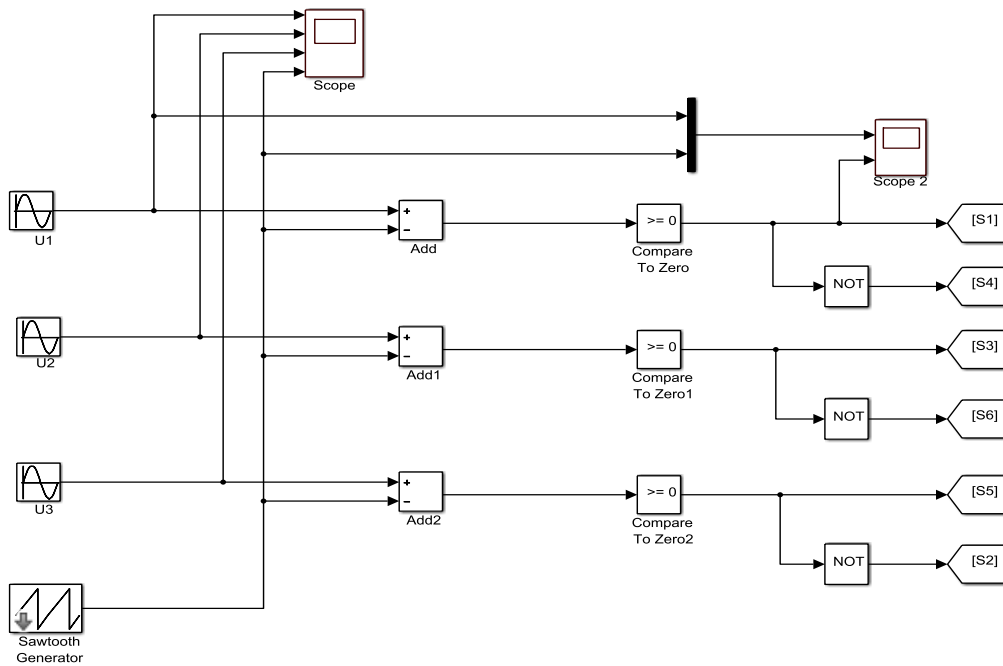 Scope
Scope 2
U1
+
−
Add
>= 0
Compare
To Zero
[S1]
NOT
[S4]
U2
+
−
Add1
>= 0
Compare
To Zero1
[S3]
NOT
[S6]
U3
+
−
Add2
>= 0
Compare
To Zero2
[S5]
NOT
[S2]
Sawtooth
Generator